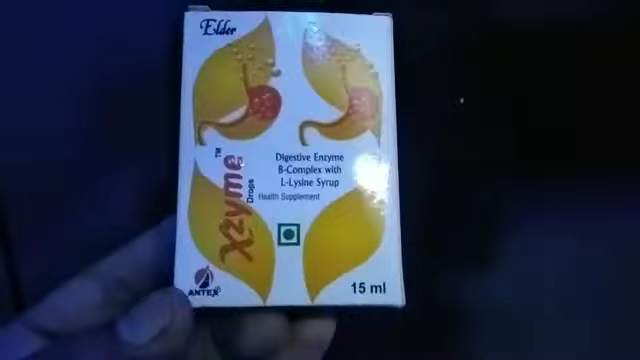 Elder
Xzyme™
Drops
Digestive Enzyme
B-Complex with
L-Lysine Syrup
Health Supplement
ANTEX
15 ml